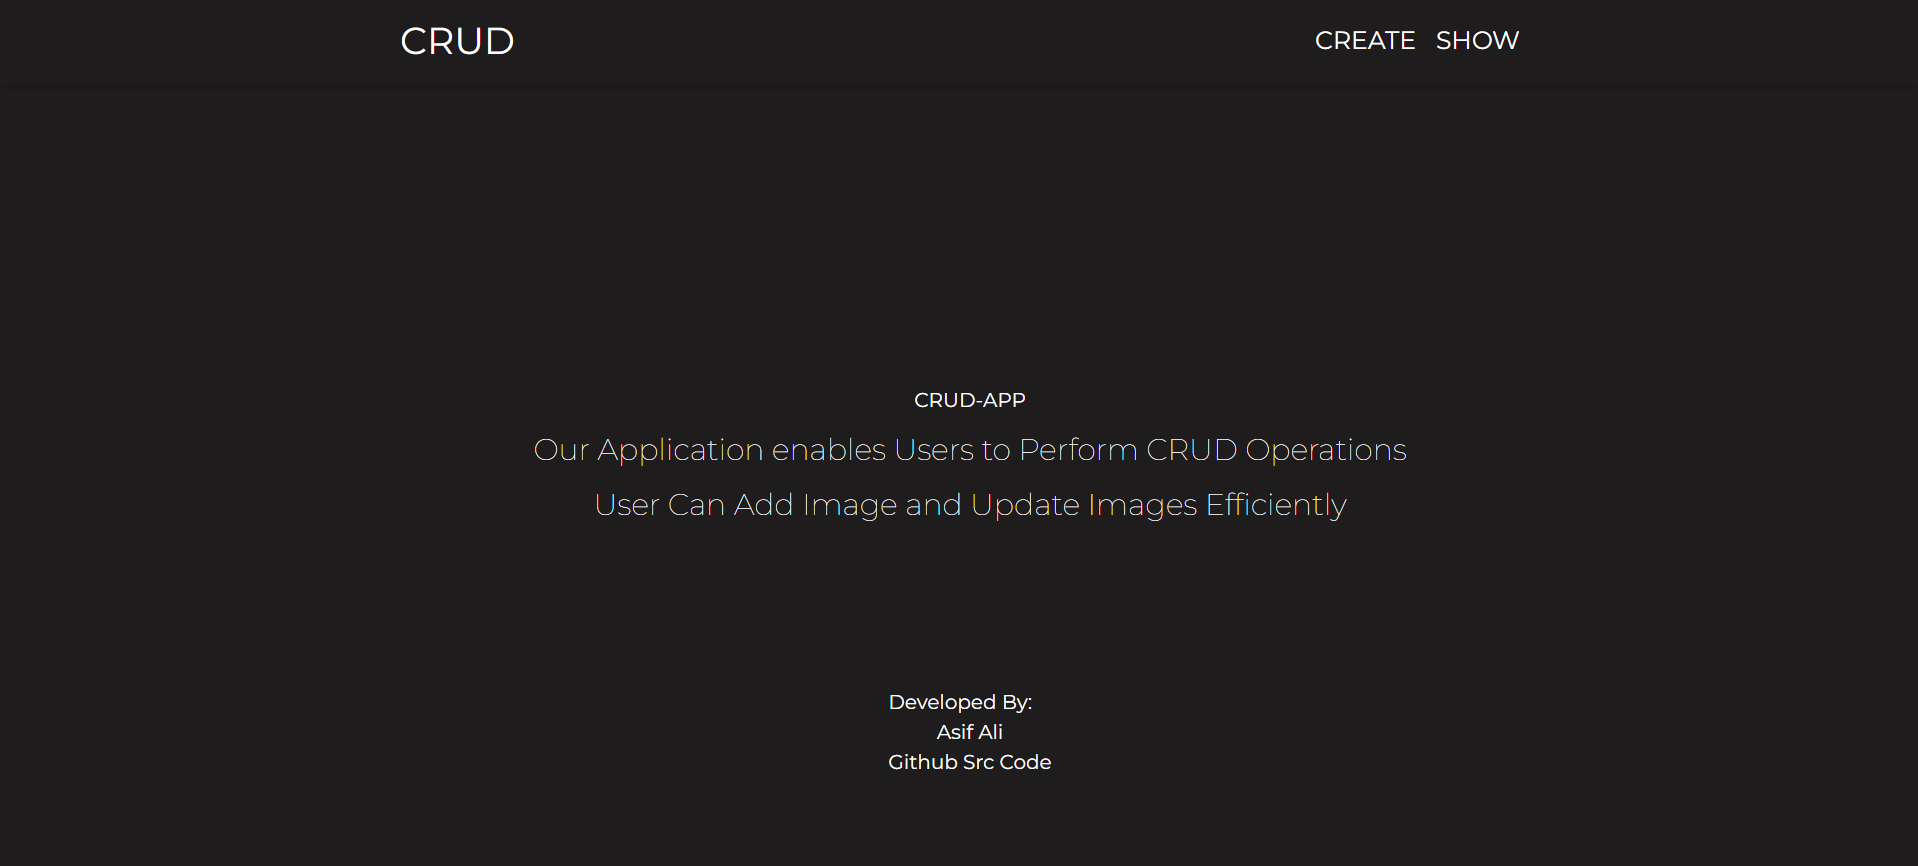 CRUD
CREATE SHOW
CRUD-APP
Our Application enables Users to Perform CRUD Operations
User Can Add Image and Update Images Efficiently
Developed By:
Asif Ali
Github Src Code